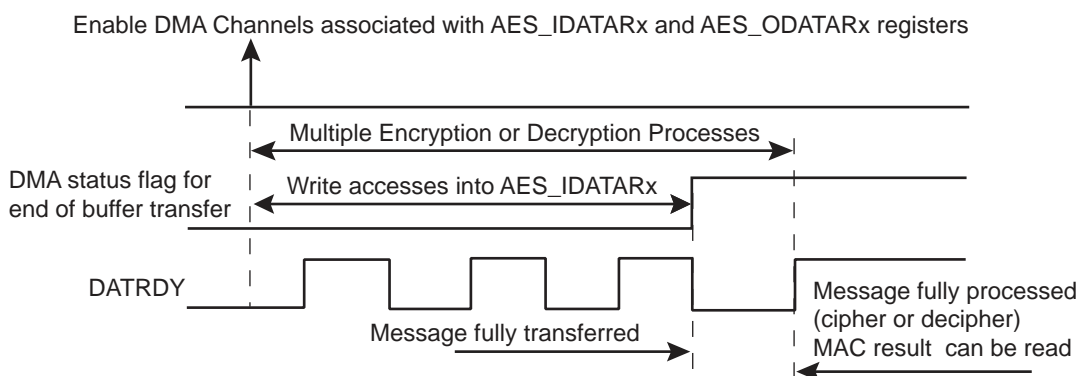 Enable DMA Channels associated with AES_IDATARx and AES_ODATARx registers
Multiple Encryption or Decryption Processes
DMA status flag for
end of buffer transfer
Write accesses into AES_IDATARx
DATRDY
Message fully transferred
Message fully processed
(cipher or decipher)
MAC result can be read